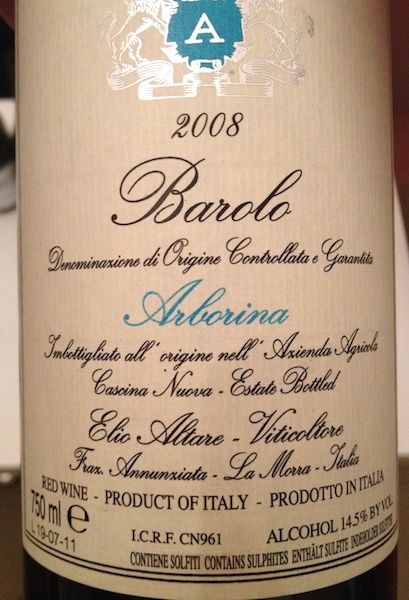 A
2008
Barolo
Denominazione di Origine Controllata e Garantita
Arborina
Imbottigliato all' origine nell' Azienda Agricola
Cascina Nuova - Estate Bottled
Elio Altare - Viticoltore
Fraz. Annunziata - La Morra - Italia
RED WINE - PRODUCT OF ITALY - PRODOTTO IN ITALIA
750 ml e
I.C.R.F. CN961 ALCOHOL 14.5% BY VOL.
L-19-07-11
CONTIENE SOLFITI CONTAINS SULPHITES ENTHÄLT SULFITE INDEHOLDER SULFITTER